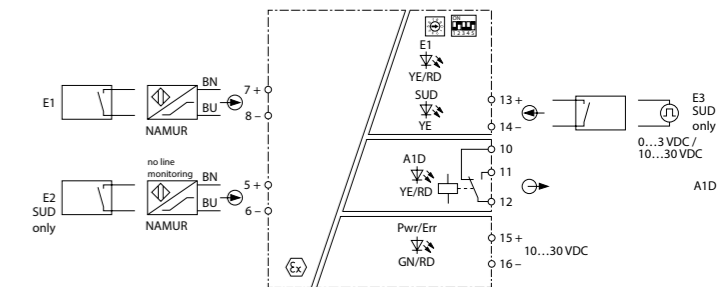 ON
1 2 3 4 5
E1
YE/RD
SUD
YE
E1
BN
BU
NAMUR
7 +
8 –
13 +
14 –
E3
SUD
only
0…3 VDC /
10…30 VDC
E2
SUD
only
no line
monitoring
BN
BU
NAMUR
5 +
6 –
A1D
YE/RD
10
11
12
A1D
Pwr/Err
GN/RD
15 +
16 –
10…30 VDC
Ex